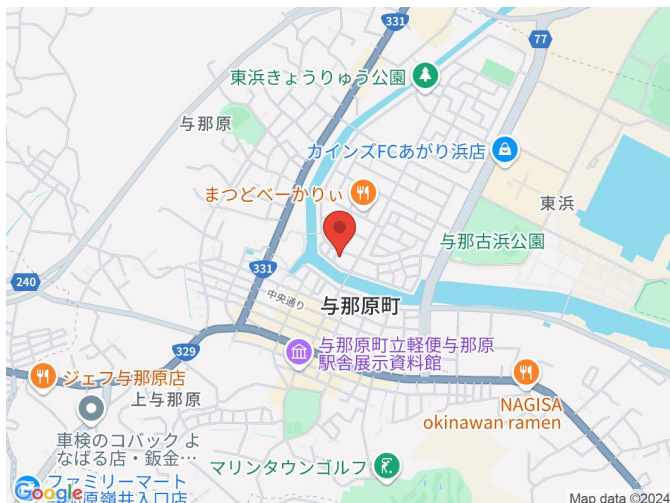 331
77
東浜きょうりゅう公園
与那原
カインズFCあがり浜店
まつどべーかりぃ
東浜
与那古浜公園
331
240
中央通り
与那原町
329
与那原町立軽便与那原
駅舎展示資料館
ジェフ与那原店
上与那原
NAGISA
okinawan ramen
車検のコバック よ
なばる店・鈑金…
マリンタウンゴルフ
ファミリーマート
原嶺井入口店
Google
Map data ©2024